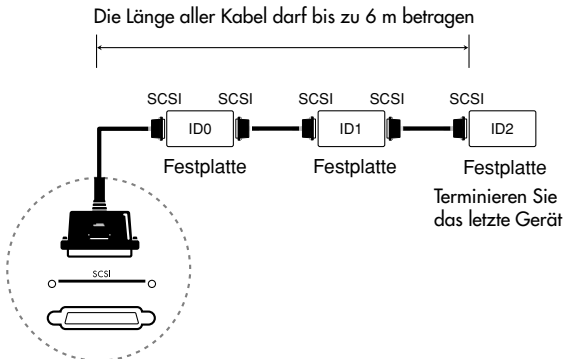 Die Länge aller Kabel darf bis zu 6 m betragen
SCSI SCSI SCSI SCSI SCSI
ID0 ID1 ID2
Festplatte Festplatte Festplatte
Terminieren Sie
das letzte Gerät
SCSI